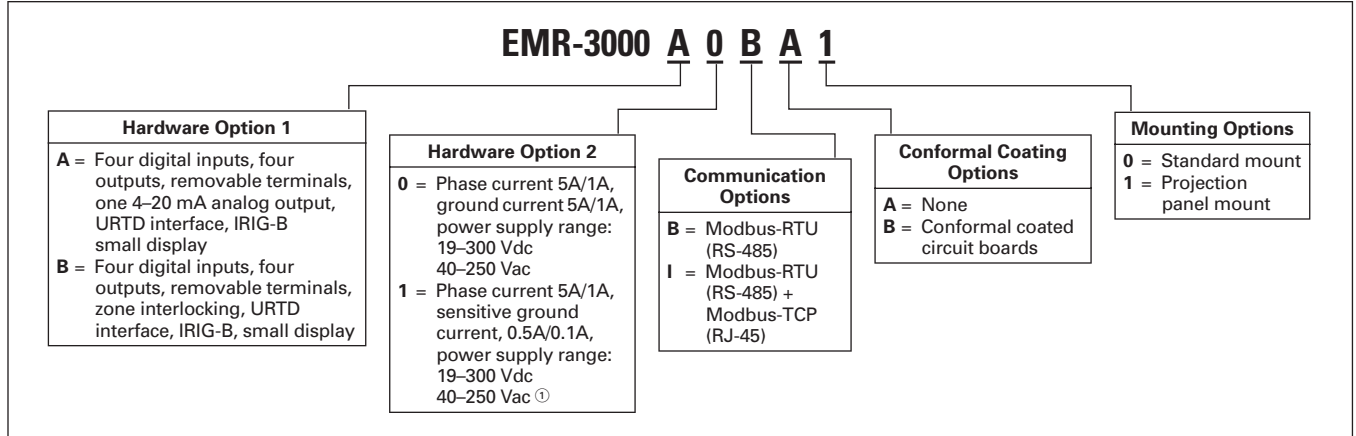 EMR-3000 A 0 B A 1
Hardware Option 1
A = Four digital inputs, four
outputs, removable terminals,
one 4–20 mA analog output,
URTD interface, IRIG-B
small display
B = Four digital inputs, four
outputs, removable terminals,
zone interlocking, URTD
interface, IRIG-B, small display
Hardware Option 2
0 = Phase current 5A/1A,
ground current 5A/1A,
power supply range:
19–300 Vdc
40–250 Vac
1 = Phase current 5A/1A,
sensitive ground
current, 0.5A/0.1A,
power supply range:
19–300 Vdc
40–250 Vac ①
Communication
Options
B = Modbus-RTU
(RS-485)
I = Modbus-RTU
(RS-485) +
Modbus-TCP
(RJ-45)
Conformal Coating
Options
A = None
B = Conformal coated
circuit boards
Mounting Options
0 = Standard mount
1 = Projection
panel mount